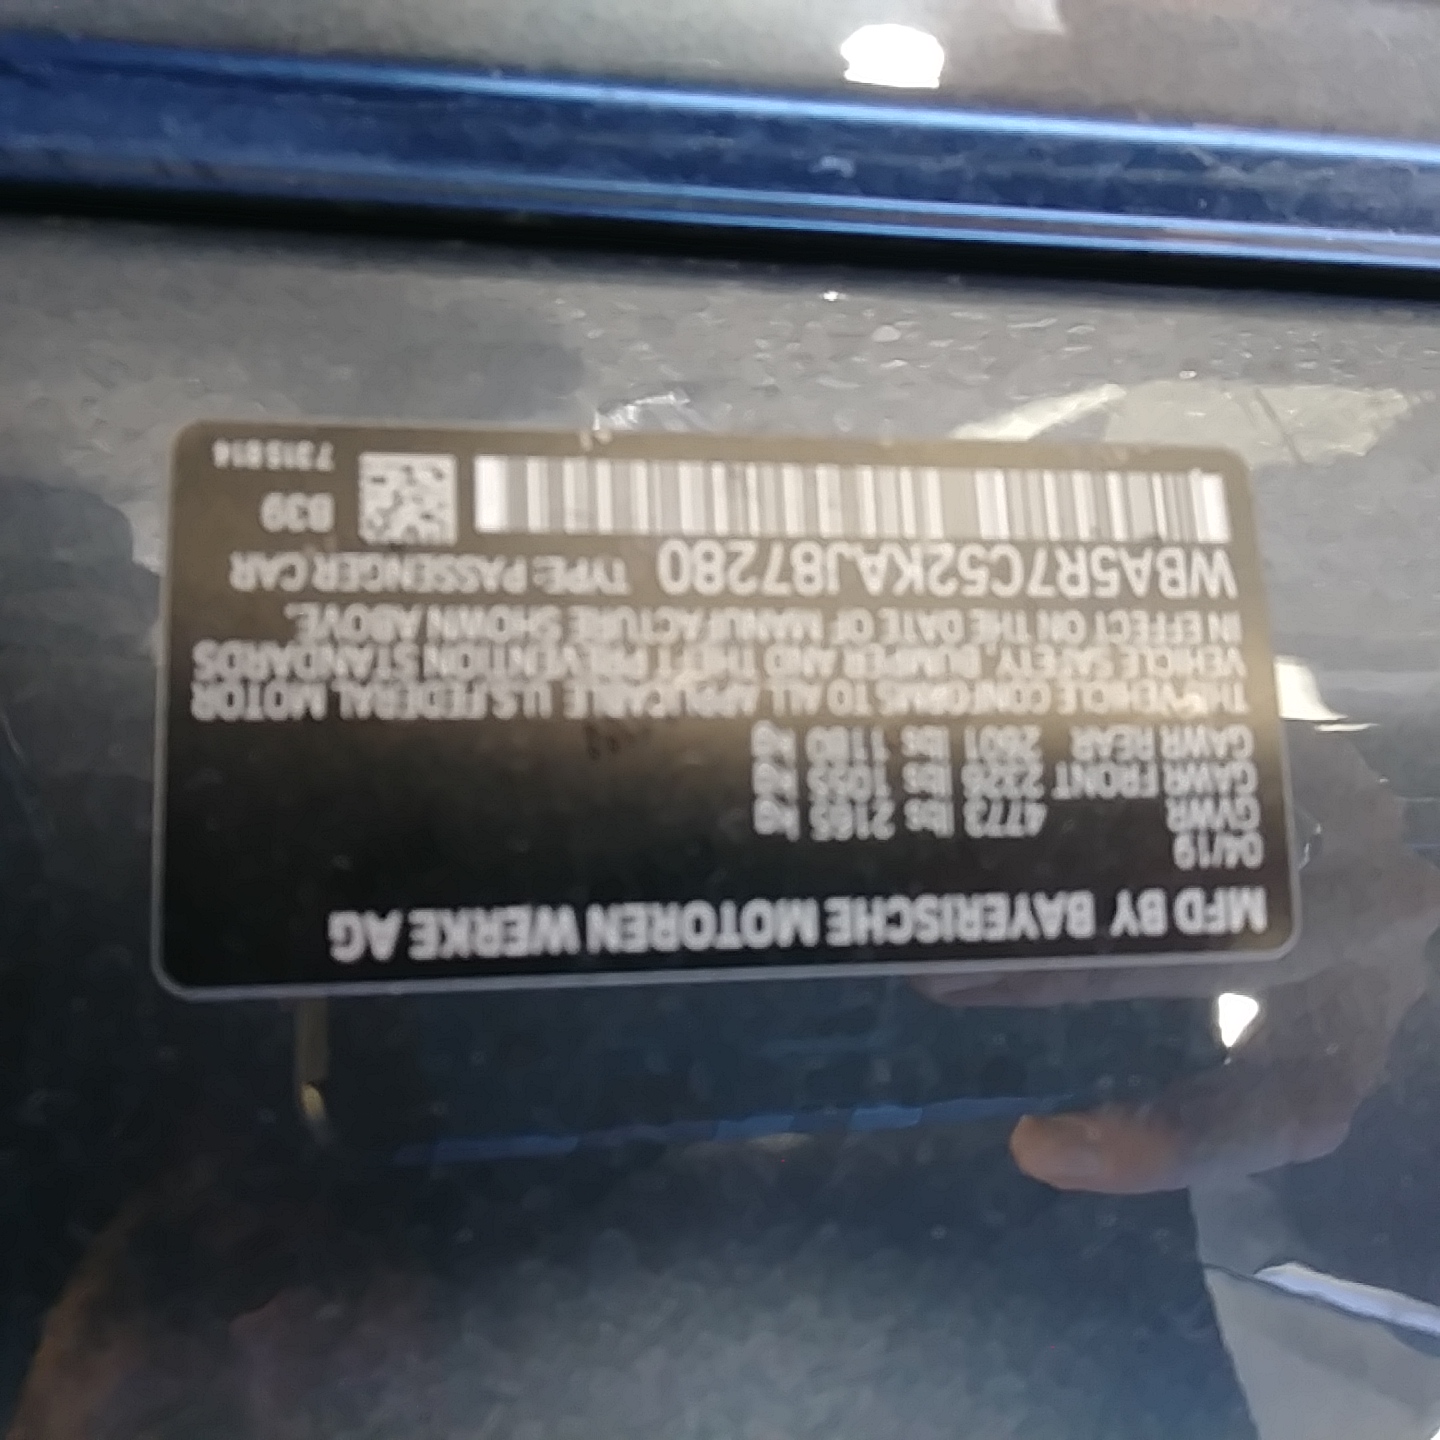 MFD BY BAYERISCHE MOTOREN WERKE AG
04/19
GVWR 4773 lbs 2165 kg
GAWR FRONT 2326 lbs 1055 kg
GAWR REAR 2601 lbs 1180 kg
THIS VEHICLE CONFORMS TO ALL APPLICABLE U.S.FEDERAL MOTOR
VEHICLE SAFETY, BUMPER AND THEFT PREVENTION STANDARDS
IN EFFECT ON THE DATE OF MANUFACTURE SHOWN ABOVE.
WBA5R7C52KAJ87280 TYPE: PASSENGER CAR
B39
7315814